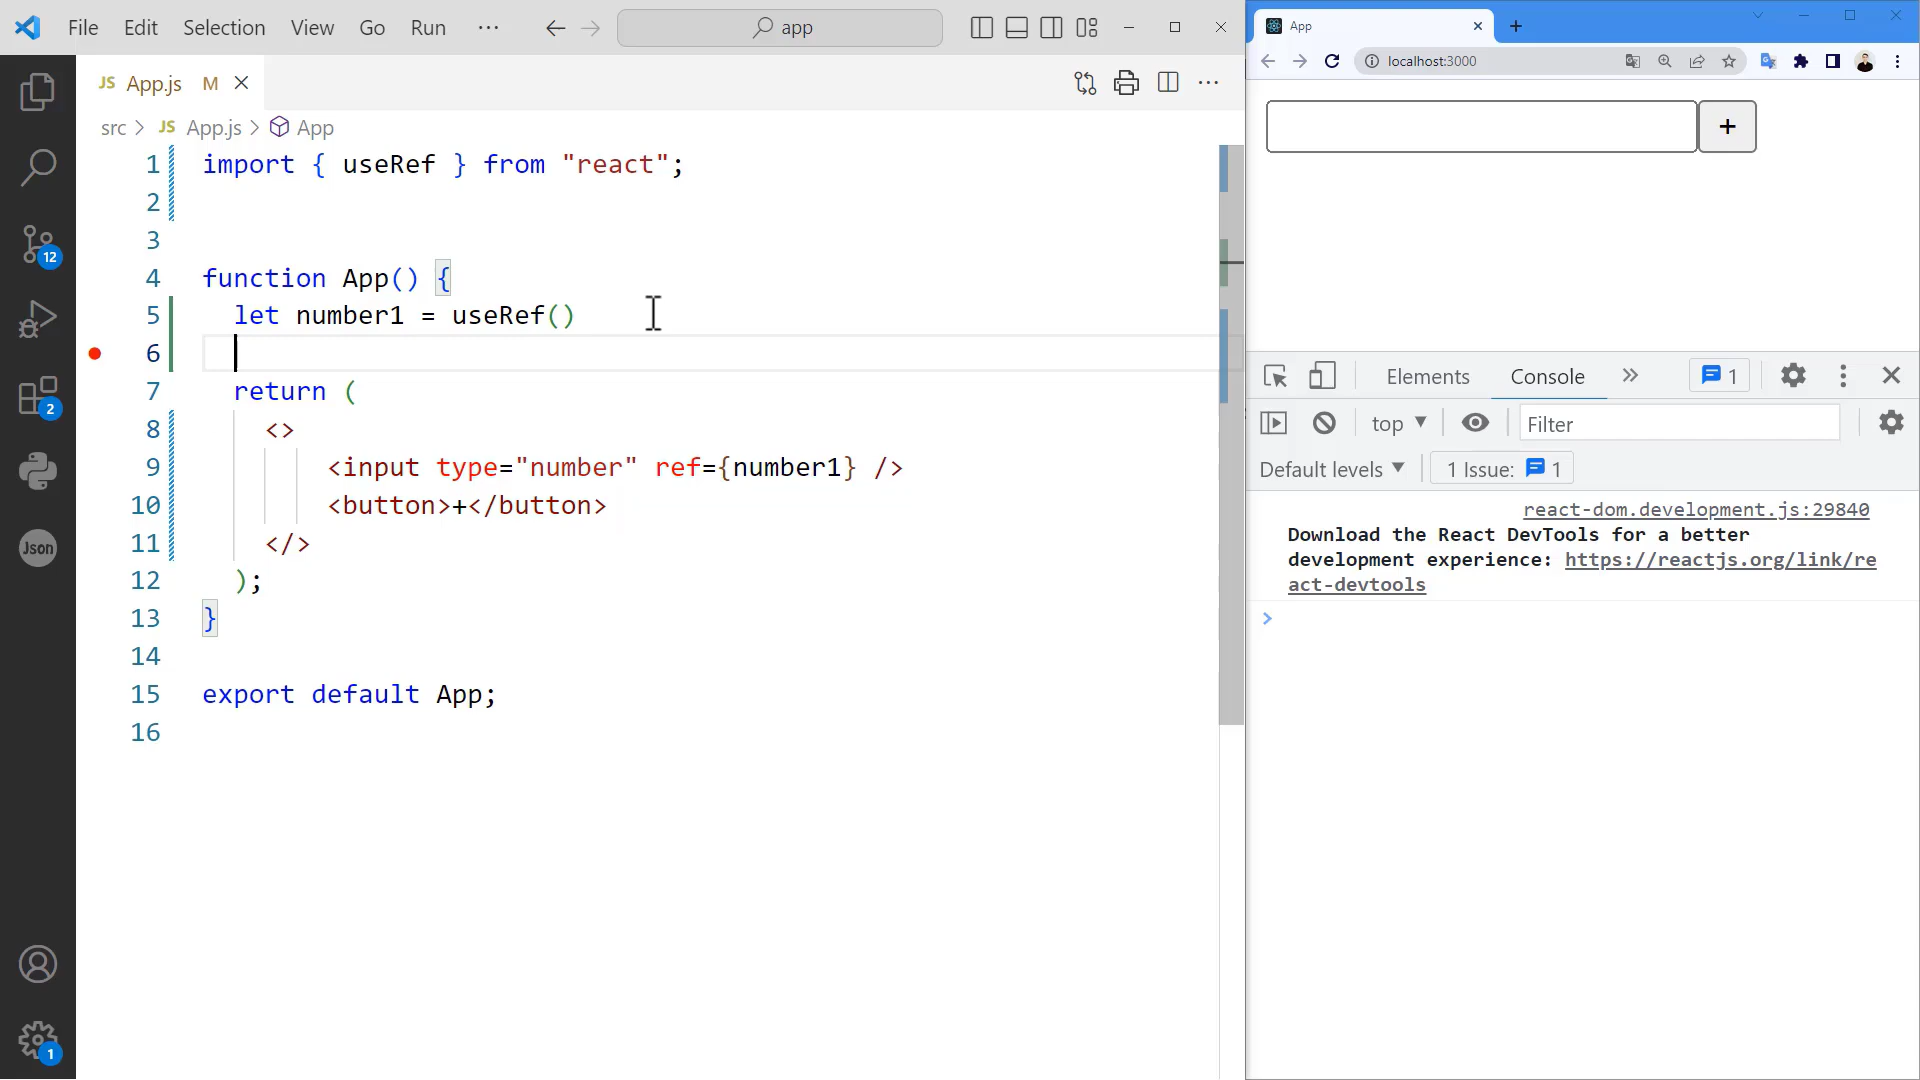 File Edit Selection View Go Run ··· app
JS App.js M
src > JS App.js > App
1 import { useRef } from "react";
2
3
4 function App() {
5 let number1 = useRef()
6
7 return (
8 <>
9 <input type="number" ref={number1} />
10 <button>+</button>
11 </>
12 );
13 }
14
15 export default App;
16
12
2
Json
1
App
localhost:3000
+
Elements Console 1
top Filter
Default levels 1 Issue: 1
react-dom.development.js:29840
Download the React DevTools for a better
development experience: https://reactjs.org/link/re
act-devtools